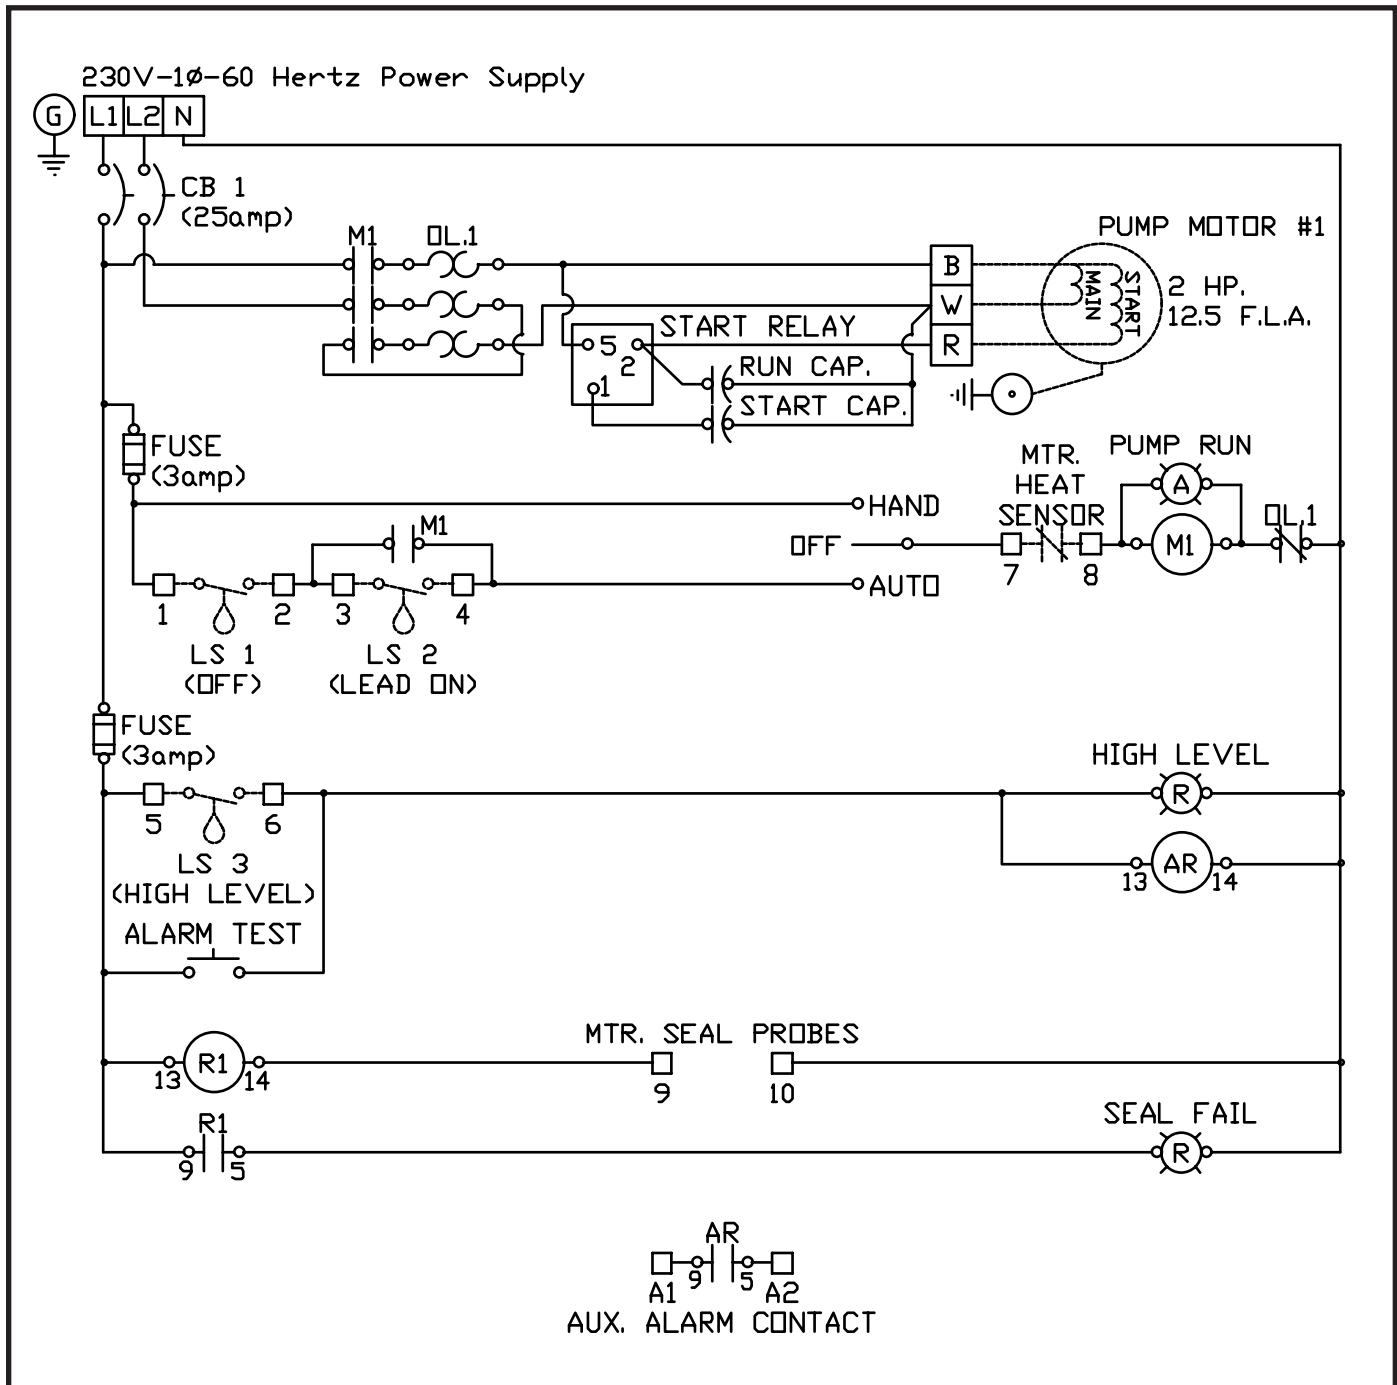 230V-1Ø-60 Hertz Power Supply
G L1 L2 N
CB 1
(25amp)
M1 OL.1
PUMP MOTOR #1
B
W
R
MAIN
START
2 HP.
12.5 F.L.A.
START RELAY
5
2
1
RUN CAP.
START CAP.
FUSE
(3amp)
MTR.
HEAT
SENSOR
PUMP RUN
A
HAND
OL.1
M1
OFF
M1
7 8
AUTO
1 2 3 4
LS 1
(OFF)
LS 2
(LEAD ON)
FUSE
(3amp)
HIGH LEVEL
R
5 6
LS 3
(HIGH LEVEL)
AR
13 14
ALARM TEST
MTR. SEAL PROBES
R1
13 14
9 10
R1
9 5
SEAL FAIL
R
AR
A1 9 5 A2
AUX. ALARM CONTACT